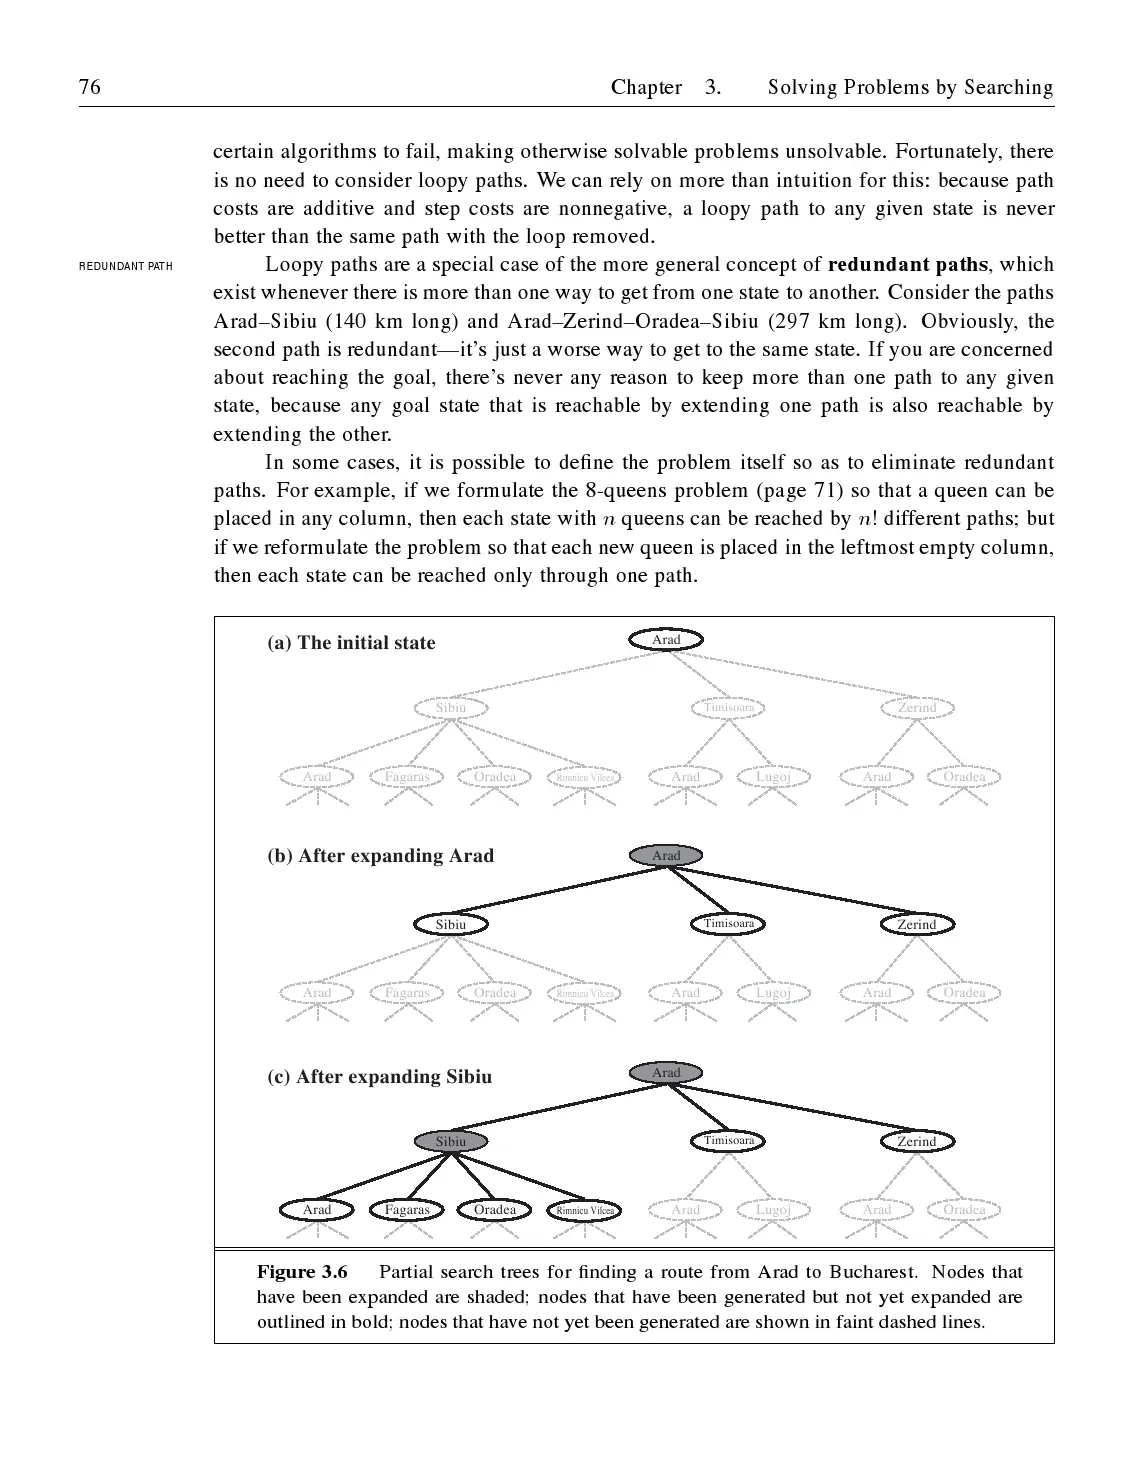 76 Chapter 3. Solving Problems by Searching
certain algorithms to fail, making otherwise solvable problems unsolvable. Fortunately, there
is no need to consider loopy paths. We can rely on more than intuition for this: because path
costs are additive and step costs are nonnegative, a loopy path to any given state is never
better than the same path with the loop removed.
REDUNDANT PATH
Loopy paths are a special case of the more general concept of redundant paths, which
exist whenever there is more than one way to get from one state to another. Consider the paths
Arad–Sibiu (140 km long) and Arad–Zerind–Oradea–Sibiu (297 km long). Obviously, the
second path is redundant—it's just a worse way to get to the same state. If you are concerned
about reaching the goal, there's never any reason to keep more than one path to any given
state, because any goal state that is reachable by extending one path is also reachable by
extending the other.
In some cases, it is possible to define the problem itself so as to eliminate redundant
paths. For example, if we formulate the 8-queens problem (page 71) so that a queen can be
placed in any column, then each state with n queens can be reached by n! different paths; but
if we reformulate the problem so that each new queen is placed in the leftmost empty column,
then each state can be reached only through one path.
(a) The initial state
Arad
Sibiu Timisoara Zerind
Arad Fagaras Oradea Rimnicu Vilcea Arad Lugoj Arad Oradea
(b) After expanding Arad
Arad
Sibiu Timisoara Zerind
Arad Fagaras Oradea Rimnicu Vilcea Arad Lugoj Arad Oradea
(c) After expanding Sibiu
Arad
Sibiu Timisoara Zerind
Arad Fagaras Oradea Rimnicu Vilcea Arad Lugoj Arad Oradea
Figure 3.6 Partial search trees for finding a route from Arad to Bucharest. Nodes that
have been expanded are shaded; nodes that have been generated but not yet expanded are
outlined in bold; nodes that have not yet been generated are shown in faint dashed lines.